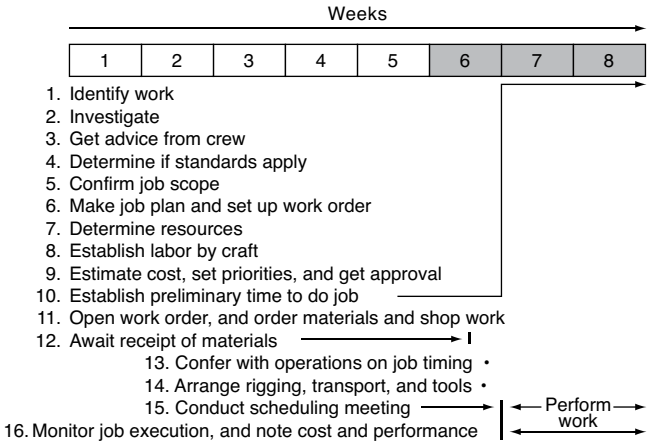 Weeks
1 2 3 4 5 6 7 8
1. Identify work
2. Investigate
3. Get advice from crew
4. Determine if standards apply
5. Confirm job scope
6. Make job plan and set up work order
7. Determine resources
8. Establish labor by craft
9. Estimate cost, set priorities, and get approval
10. Establish preliminary time to do job
11. Open work order, and order materials and shop work
12. Await receipt of materials
13. Confer with operations on job timing •
14. Arrange rigging, transport, and tools •
15. Conduct scheduling meeting
Perform
work
16. Monitor job execution, and note cost and performance